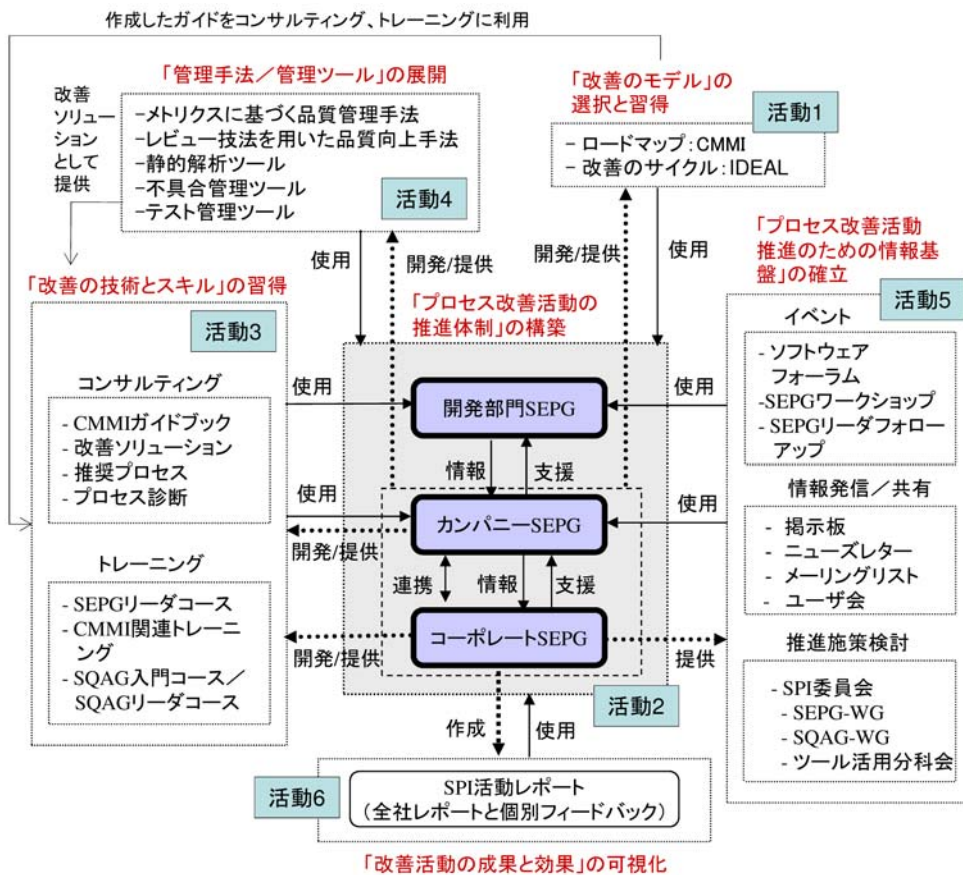 作成したガイドをコンサルティング、トレーニングに利用
「管理手法／管理ツール」の展開
改善
ソリュー
ションと
して
提供
–メトリクスに基づく品質管理手法
–レビュー技法を用いた品質向上手法
–静的解析ツール
–不具合管理ツール
–テスト管理ツール
活動4
「改善のモデル」の
選択と習得
活動1
– ロードマップ：CMMI
– 改善のサイクル：IDEAL
使用
開発/提供
開発/提供
使用
「プロセス改善活動
推進のための情報基
盤」の確立
「改善の技術とスキル」の習得
活動3
コンサルティング
- CMMIガイドブック
- 改善ソリューション
- 推奨プロセス
- プロセス診断
トレーニング
- SEPGリーダコース
- CMMI関連トレーニ
ング
- SQAG入門コース／
SQAGリーダコース
「プロセス改善活動の
推進体制」の構築
使用
開発部門SEPG
使用
情報
支援
使用
カンパニーSEPG
使用
開発/提供
連携
情報
支援
コーポレートSEPG
開発/提供
提供
活動2
作成
使用
活動5
イベント
- ソフトウェア
フォーラム
-SEPGワークショップ
- SEPGリーダフォロー
アップ
情報発信／共有
- 掲示板
- ニューズレター
- メーリングリスト
- ユーザ会
推進施策検討
- SPI委員会
- SEPG-WG
- SQAG-WG
- ツール活用分科会
活動6
SPI活動レポート
（全社レポートと個別フィードバック）
「改善活動の成果と効果」の可視化